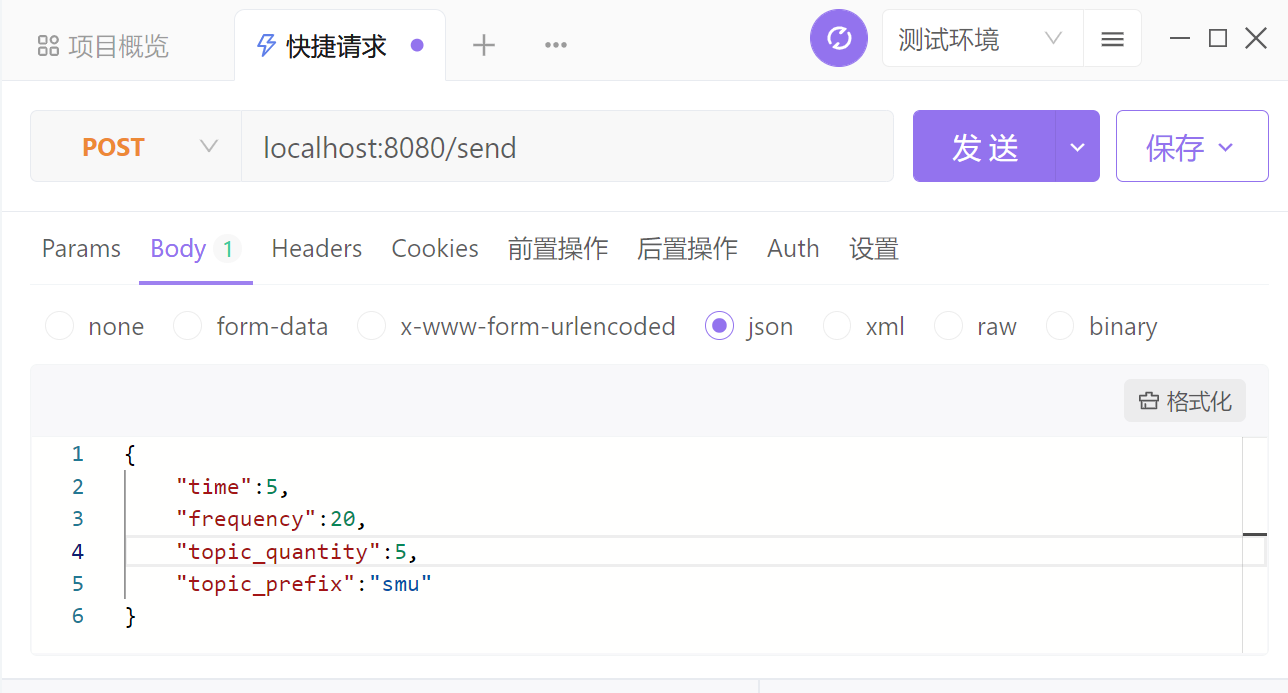 项目概览 快捷请求 测试环境
POST localhost:8080/send 发送 保存
Params Body 1 Headers Cookies 前置操作 后置操作 Auth 设置
none form-data x-www-form-urlencoded json xml raw binary
格式化
1 {
2 "time":5,
3 "frequency":20,
4 "topic_quantity":5,
5 "topic_prefix":"smu"
6 }